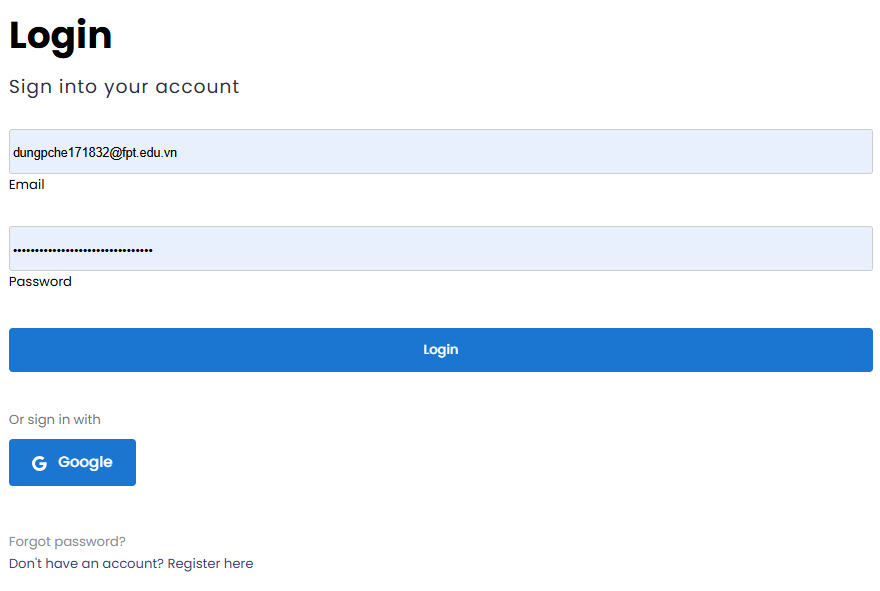 Login
Sign into your account
dungpche171832@fpt.edu.vn
Email
••••••••••••••••••••••••••••••••
Password
Login
Or sign in with
Google
Forgot password?
Don't have an account? Register here